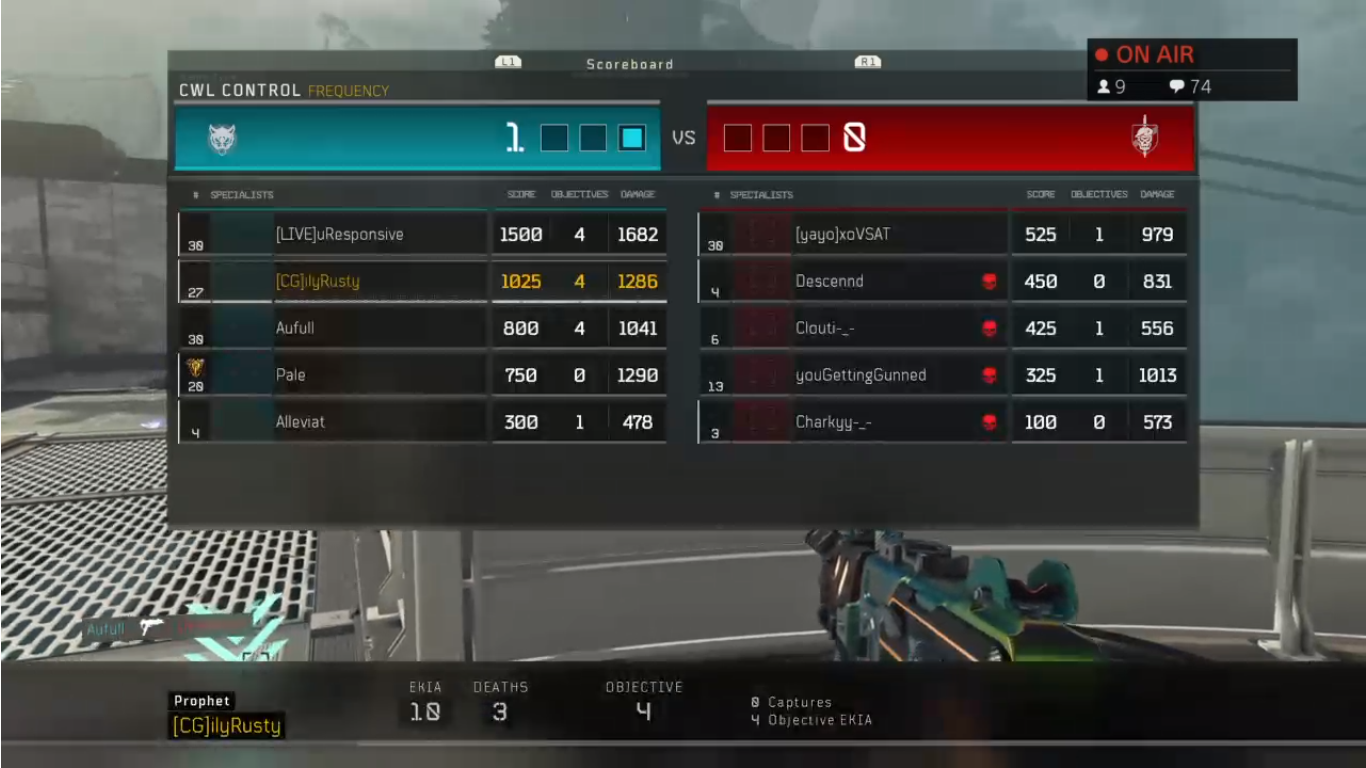 L1 Scoreboard R1
ON AIR
9 74
CWL CONTROL FREQUENCY
1 VS 0
# SPECIALISTS SCORE OBJECTIVES DAMAGE
30 [LIVE]uResponsive 1500 4 1682
27 [CG]ilyRusty 1025 4 1286
30 Aufull 800 4 1041
20 Pale 750 0 1290
4 Alleviat 300 1 478
# SPECIALISTS SCORE OBJECTIVES DAMAGE
30 [yayo]xoVSAT 525 1 979
4 Descennd 450 0 831
6 Clouti-_- 425 1 556
13 youGettingGunned 325 1 1013
3 Charkyy-_- 100 0 573
Aufull
Prophet
[CG]ilyRusty
EKIA DEATHS OBJECTIVE
10 3 4
0 Captures
4 Objective EKIA